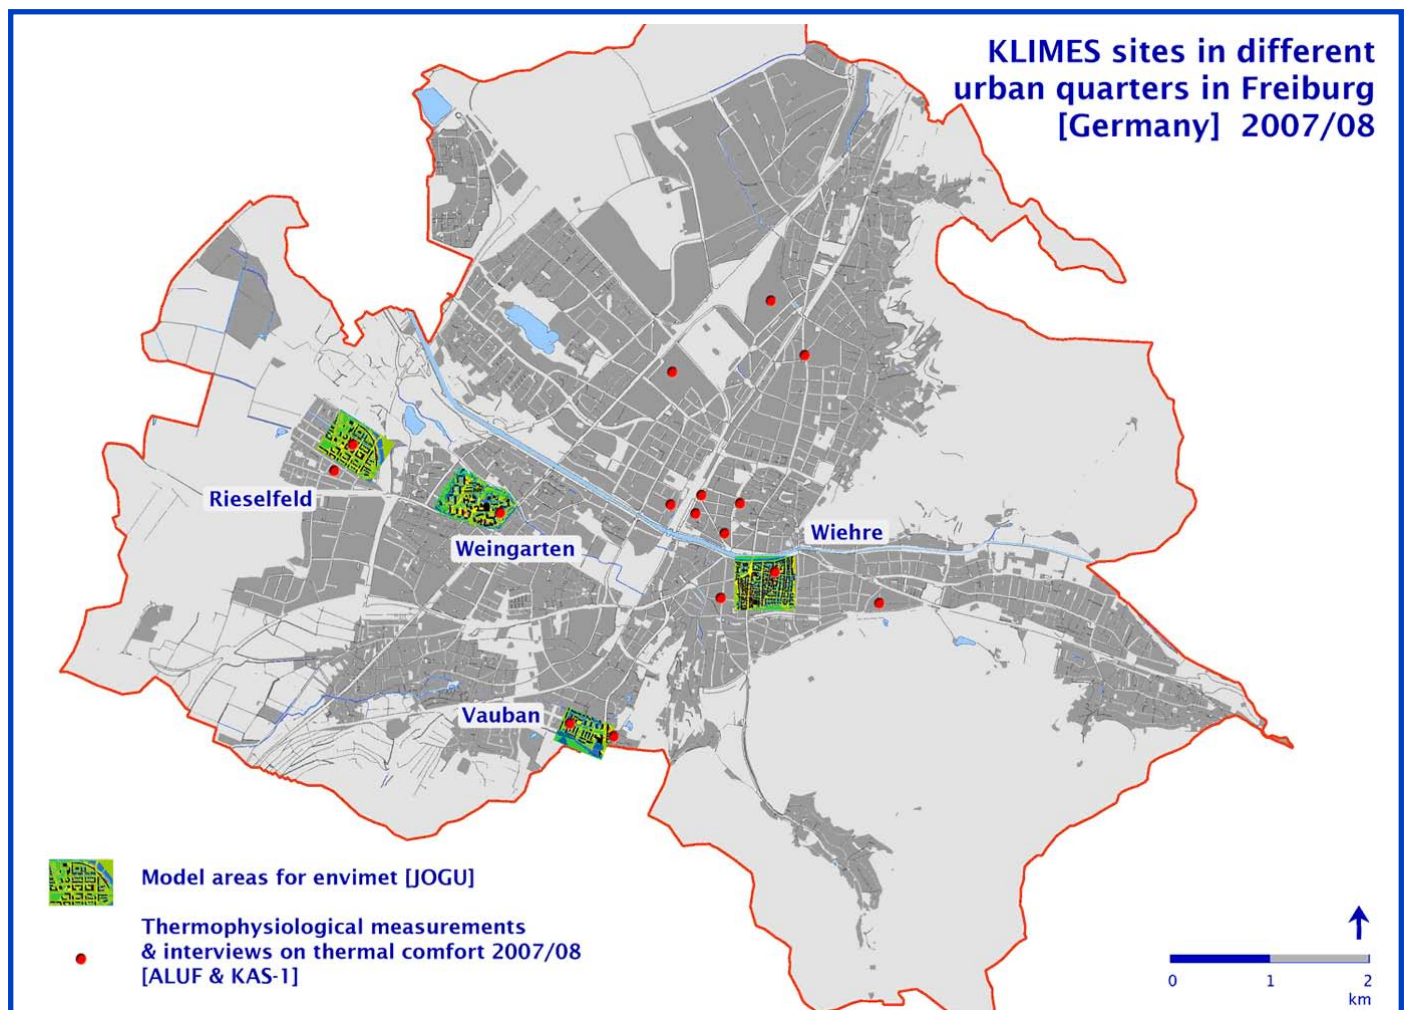 KLIMES sites in different
urban quarters in Freiburg
[Germany] 2007/08
Rieselfeld
Weingarten
Wiehre
Vauban
Model areas for envimet [JOGU]
Thermophysiological measurements
& interviews on thermal comfort 2007/08
[ALUF & KAS-1]
0 1 2
km